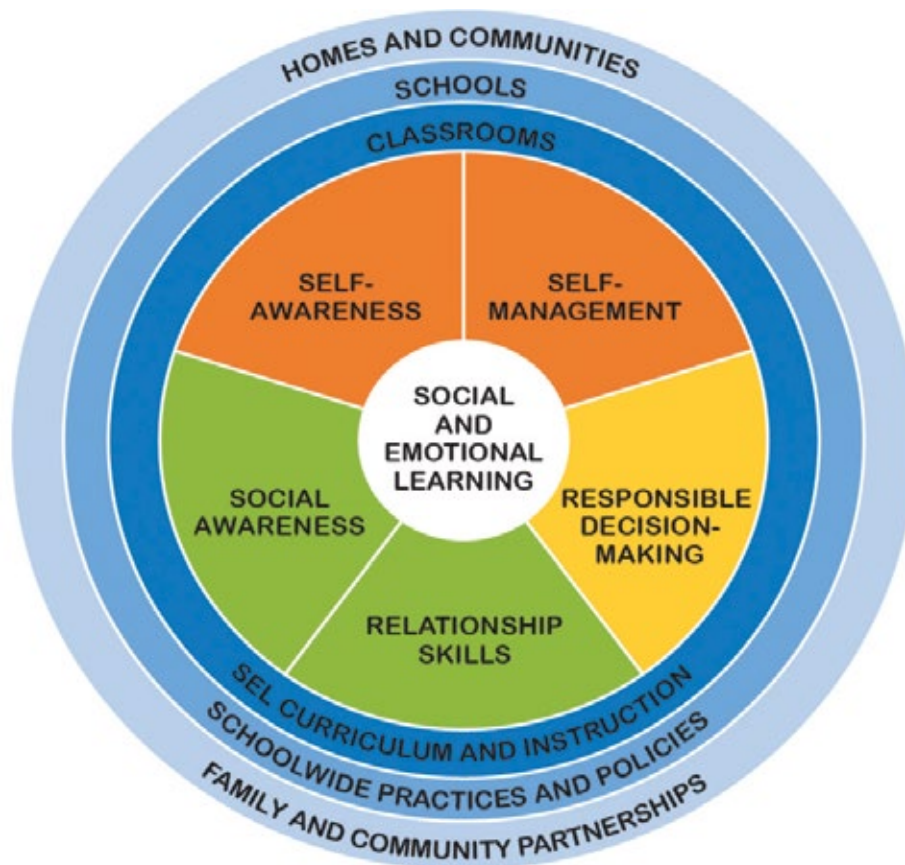 HOMES AND COMMUNITIES
SCHOOLS
CLASSROOMS
SELF-
AWARENESS
SELF-
MANAGEMENT
SOCIAL
AND
EMOTIONAL
LEARNING
SOCIAL
AWARENESS
RESPONSIBLE
DECISION-
MAKING
RELATIONSHIP
SKILLS
SEL CURRICULUM AND INSTRUCTION
SCHOOLWIDE PRACTICES AND POLICIES
FAMILY AND COMMUNITY PARTNERSHIPS